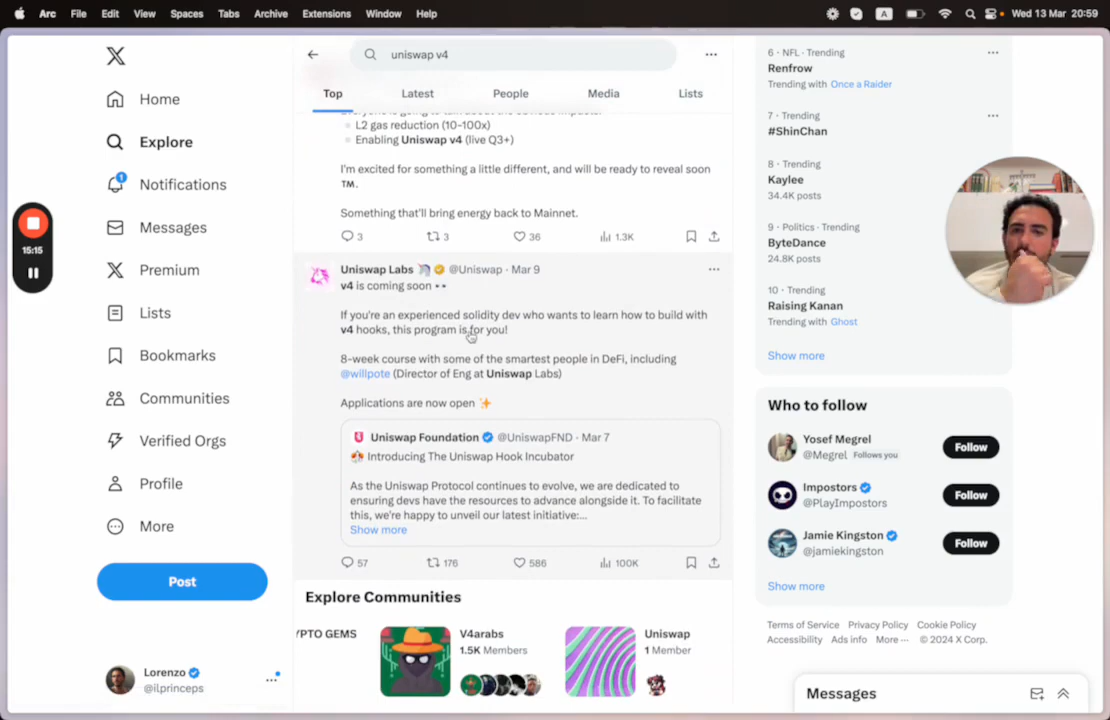 Arc File Edit View Spaces Tabs Archive Extensions Window Help
A
Wed 13 Mar 20:59
15:15
Home
Explore
1
Notifications
Messages
Premium
Lists
Bookmarks
Communities
Verified Orgs
Profile
More
Post
Lorenzo
@ilprinceps
uniswap v4
Top Latest People Media Lists
L2 gas reduction (10-100x)
Enabling Uniswap v4 (live Q3+)
I'm excited for something a little different, and will be ready to reveal soon
™.
Something that'll bring energy back to Mainnet.
3 3 36 1.3K
Uniswap Labs @Uniswap · Mar 9
v4 is coming soon 👀
If you're an experienced solidity dev who wants to learn how to build with
v4 hooks, this program is for you!
8-week course with some of the smartest people in DeFi, including
@willpote (Director of Eng at Uniswap Labs)
Applications are now open ✨
Uniswap Foundation @UniswapFND · Mar 7
Introducing The Uniswap Hook Incubator
As the Uniswap Protocol continues to evolve, we are dedicated to
ensuring devs have the resources to advance alongside it. To facilitate
this, we're happy to unveil our latest initiative:...
Show more
57 176 586 100K
Explore Communities
YPTO GEMS
V4arabs
1.5K Members
Uniswap
1 Member
6 · NFL · Trending
Renfrow
Trending with Once a Raider
7 · Trending
#ShinChan
8 · Trending
Kaylee
34.4K posts
9 · Politics · Trending
ByteDance
24.8K posts
10 · Trending
Raising Kanan
Trending with Ghost
Show more
Who to follow
Yosef Megrel
@Megrel Follows you
Follow
Impostors
@PlayImpostors
Follow
Jamie Kingston
@jamiekingston
Follow
Show more
Terms of Service Privacy Policy Cookie Policy
Accessibility Ads info More ··· © 2024 X Corp.
Messages